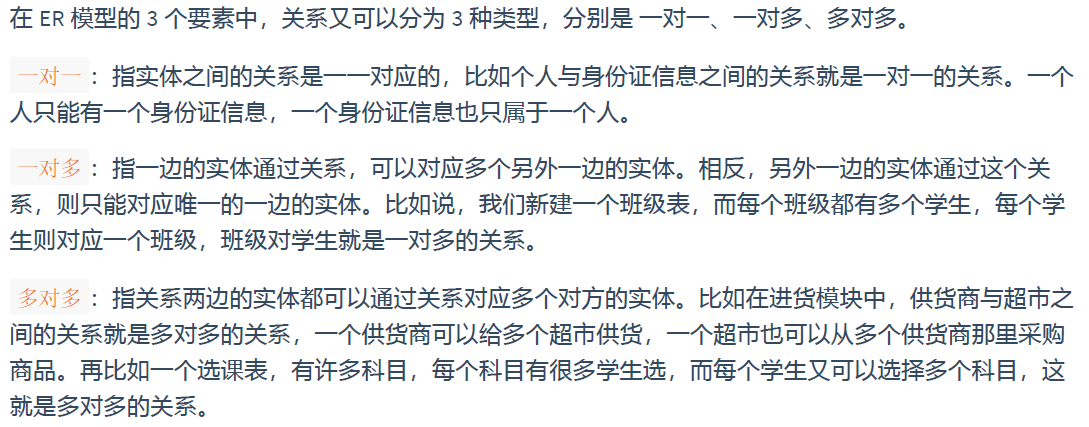 在 ER 模型的 3 个要素中，关系又可以分为 3 种类型，分别是 一对一、一对多、多对多。
一对一：指实体之间的关系是一一对应的，比如个人与身份证信息之间的关系就是一对一的关系。一个
人只能有一个身份证信息，一个身份证信息也只属于一个人。
一对多：指一边的实体通过关系，可以对应多个另外一边的实体。相反，另外一边的实体通过这个关
系，则只能对应唯一的一边的实体。比如说，我们新建一个班级表，而每个班级都有多个学生，每个学
生则对应一个班级，班级对学生就是一对多的关系。
多对多：指关系两边的实体都可以通过关系对应多个对方的实体。比如在进货模块中，供货商与超市之
间的关系就是多对多的关系，一个供货商可以给多个超市供货，一个超市也可以从多个供货商那里采购
商品。再比如一个选课表，有许多科目，每个科目有很多学生选，而每个学生又可以选择多个科目，这
就是多对多的关系。